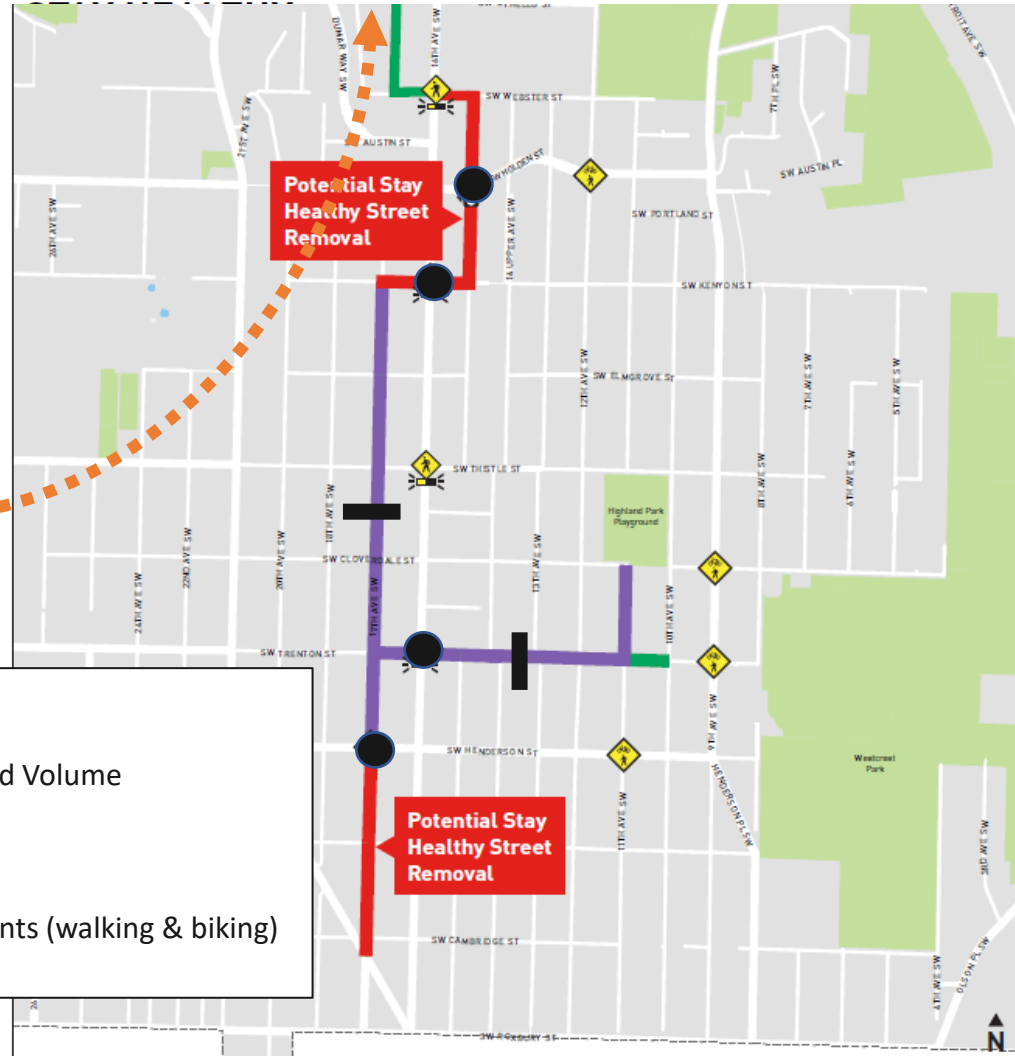 DUMAR WAY SW
16TH AVE SW
21ST AVE SW
SW WEBSTER ST
7TH PL SW
SW AUSTIN ST
SW HOLDEN ST
SW AUSTIN PL
Potential Stay
Healthy Street
Removal
26TH AVE SW
16 UPPER AVE SW
SW PORTLAND ST
SW KENYON ST
12TH AVE SW
SW ELMGROVE ST
7TH AVE SW
5TH AVE SW
SW THISTLE ST
18TH AVE SW
8TH AVE SW
6TH AVE SW
Highland Park
Playground
22ND AVE SW
20TH AVE SW
SW CLOVERDALE ST
13TH AVE SW
24TH AVE SW
17TH AVE SW
10TH AVE SW
SW TRENTON ST
9TH AVE SW
SW HENDERSON ST
HENDERSON PL SW
Westcrest
Park
d Volume
Potential Stay
Healthy Street
Removal
11TH AVE SW
3RD AVE SW
nts (walking & biking)
SW CAMBRIDGE ST
4TH AVE SW
OLSON PL SW
SW ROXBURY ST
N